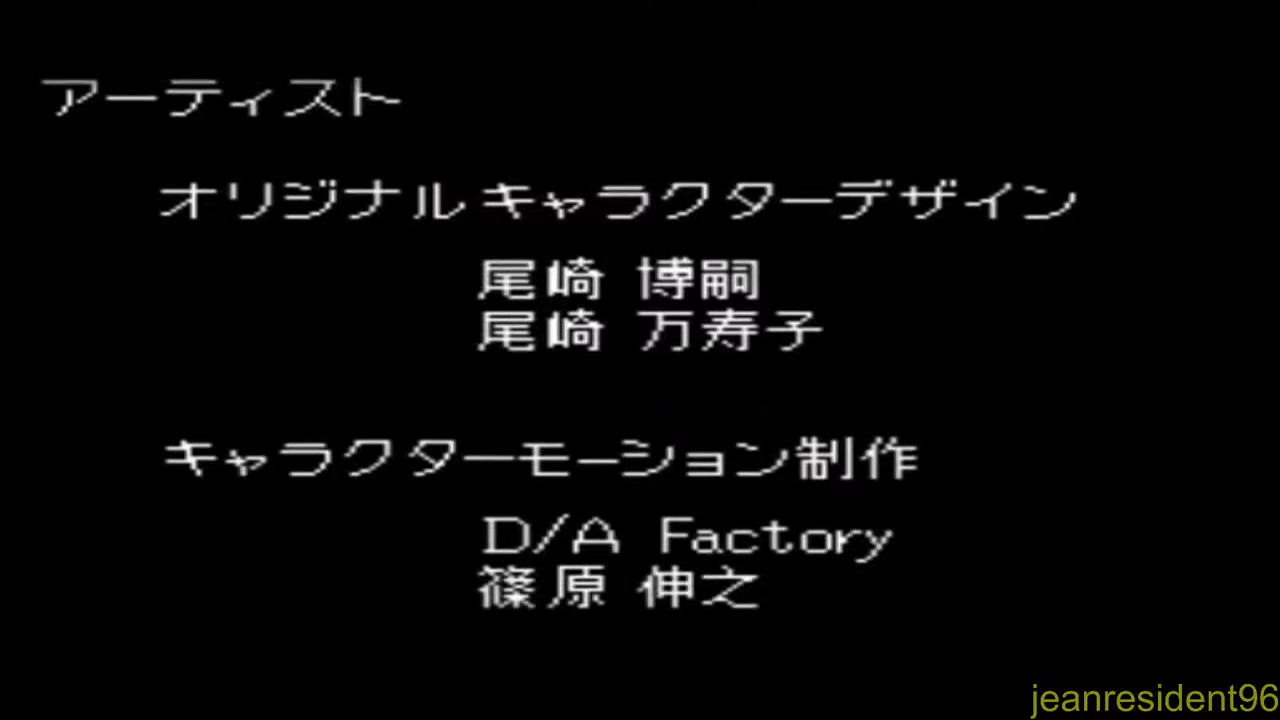 アーティスト
オリジナルキャラクターデザイン
尾崎 博嗣
尾崎 万寿子
キャラクターモーション制作
D/A Factory
篠原 伸之
jeanresident96